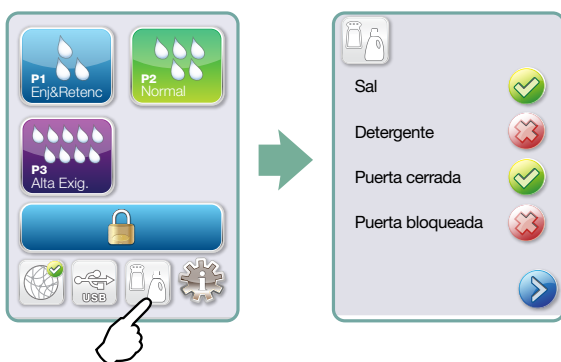 P1
Enj&Retenc
P2
Normal
P3
Alta Exig.
USB
Sal
Detergente
Puerta cerrada
Puerta bloqueada